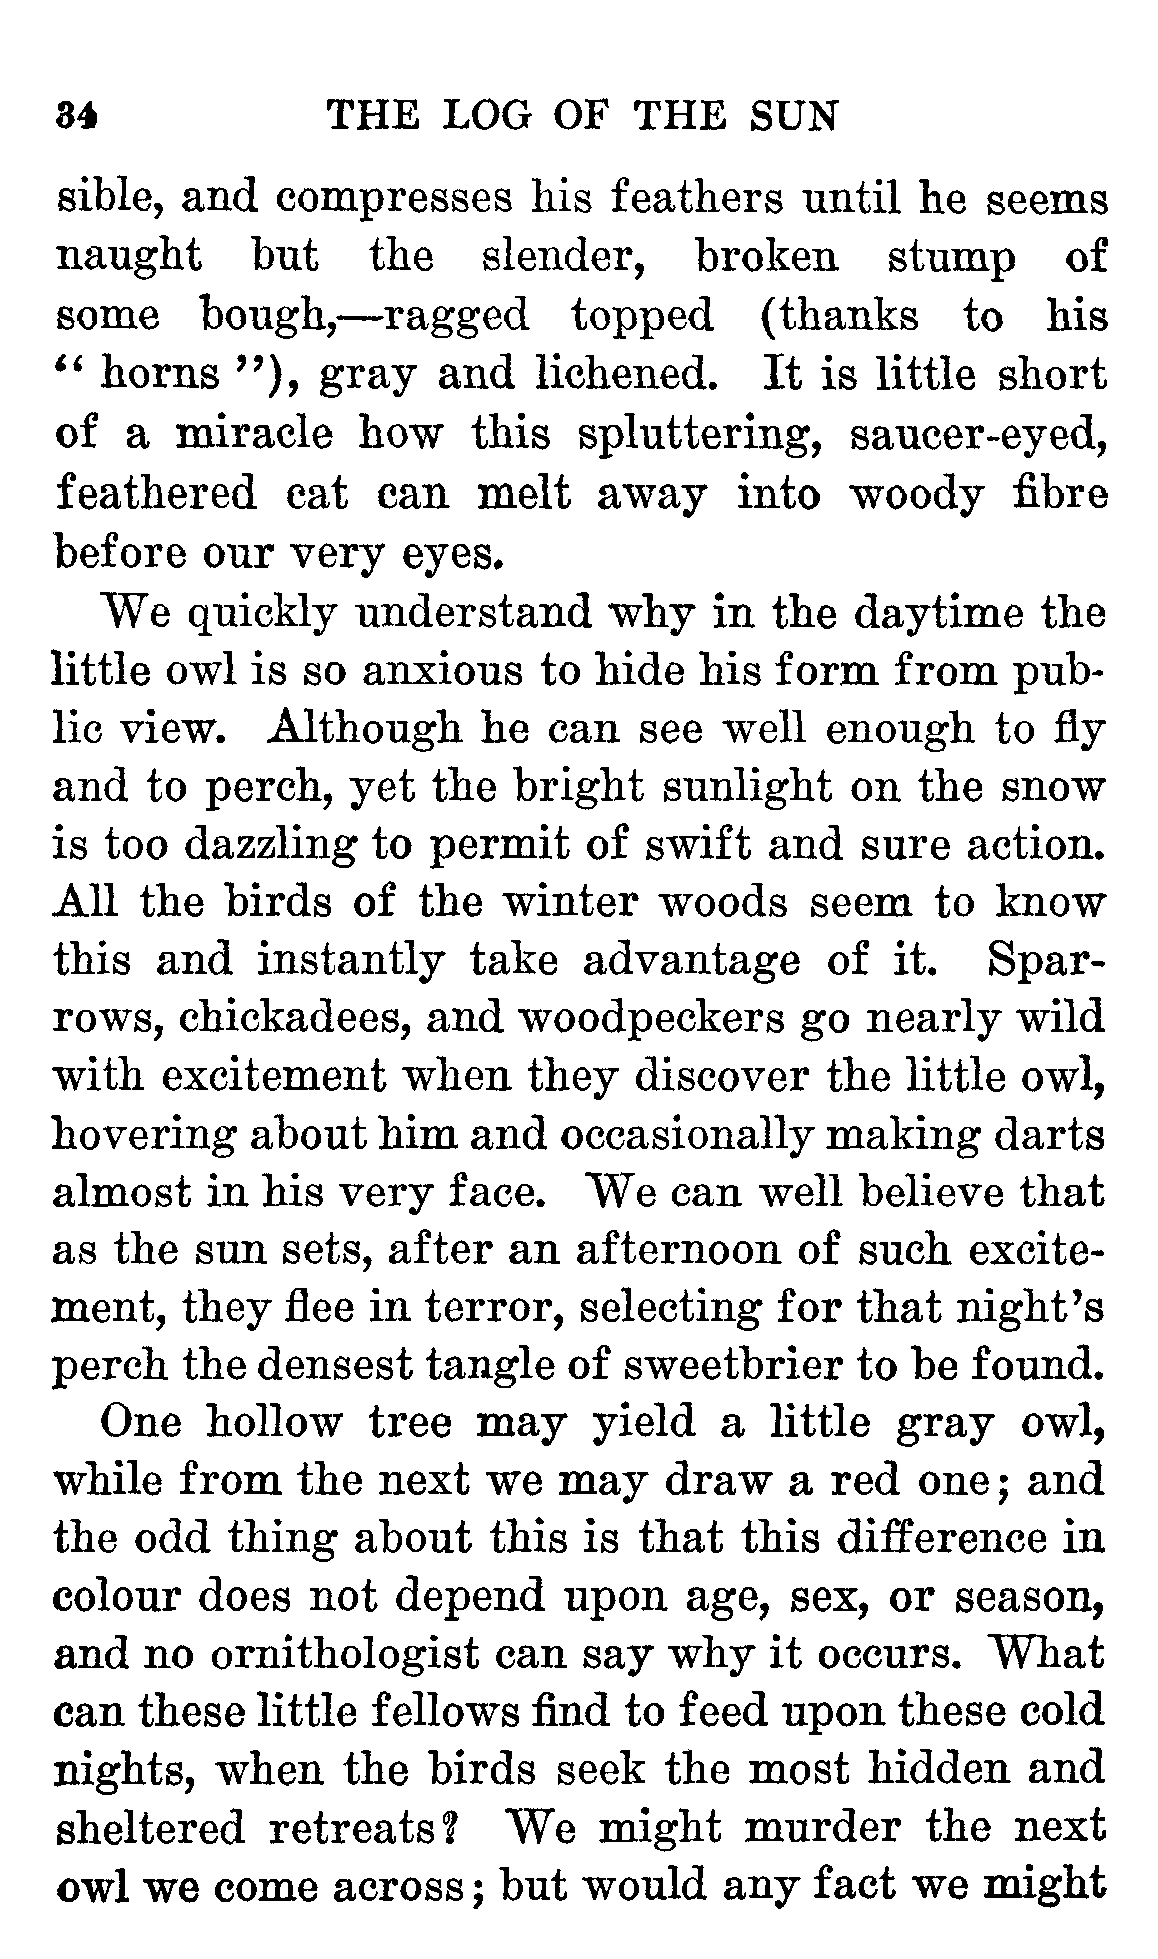 34 THE LOG OF THE SUN
sible, and compresses his feathers until he seems
naught but the slender, broken stump of
some bough,—ragged topped (thanks to his
“ horns ”), gray and lichened. It is little short
of a miracle how this spluttering, saucer-eyed,
feathered cat can melt away into woody fibre
before our very eyes.
We quickly understand why in the daytime the
little owl is so anxious to hide his form from pub-
lic view. Although he can see well enough to fly
and to perch, yet the bright sunlight on the snow
is too dazzling to permit of swift and sure action.
All the birds of the winter woods seem to know
this and instantly take advantage of it. Spar-
rows, chickadees, and woodpeckers go nearly wild
with excitement when they discover the little owl,
hovering about him and occasionally making darts
almost in his very face. We can well believe that
as the sun sets, after an afternoon of such excite-
ment, they flee in terror, selecting for that night’s
perch the densest tangle of sweetbrier to be found.
One hollow tree may yield a little gray owl,
while from the next we may draw a red one; and
the odd thing about this is that this difference in
colour does not depend upon age, sex, or season,
and no ornithologist can say why it occurs. What
can these little fellows find to feed upon these cold
nights, when the birds seek the most hidden and
sheltered retreats? We might murder the next
owl we come across; but would any fact we might